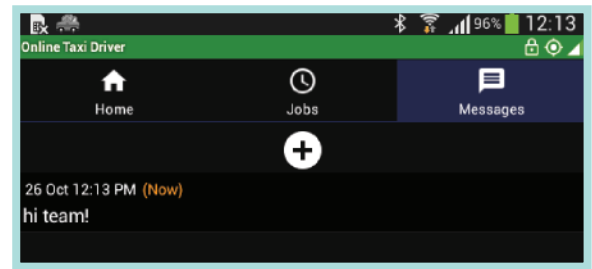 96% 12:13
Online Taxi Driver
Home Jobs Messages
26 Oct 12:13 PM (Now)
hi team!